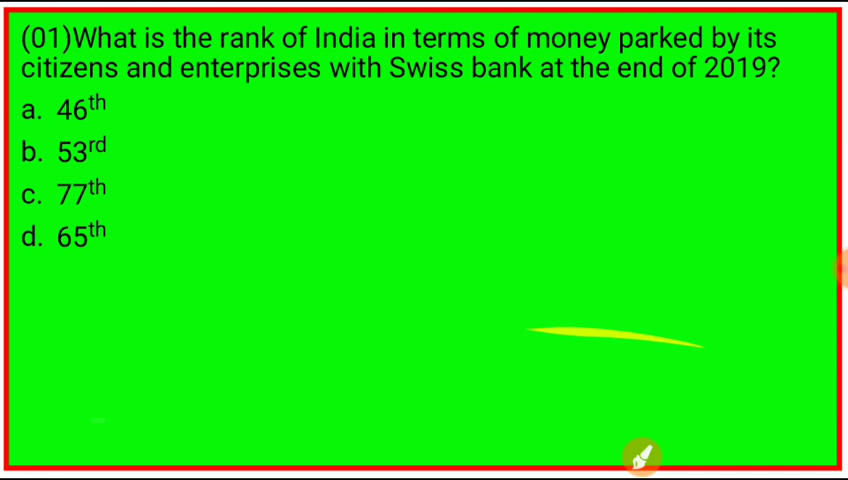 (01)What is the rank of India in terms of money parked by its
citizens and enterprises with Swiss bank at the end of 2019?
a. 46th
b. 53rd
c. 77th
d. 65th